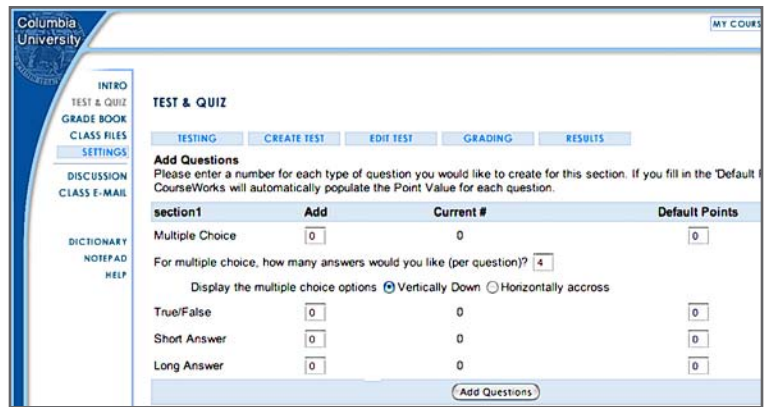 Columbia
University
MY COURS
INTRO
TEST & QUIZ
GRADE BOOK
CLASS FILES
SETTINGS
DISCUSSION
CLASS E-MAIL
DICTIONARY
NOTEPAD
HELP
TEST & QUIZ
TESTING CREATE TEST EDIT TEST GRADING RESULTS
Add Questions
Please enter a number for each type of question you would like to create for this section. If you fill in the 'Default
CourseWorks will automatically populate the Point Value for each question.
section1 Add Current # Default Points
Multiple Choice 0 0 0
For multiple choice, how many answers would you like (per question)? 4
Display the multiple choice options Vertically Down Horizontally accross
True/False 0 0 0
Short Answer 0 0 0
Long Answer 0 0 0
Add Questions